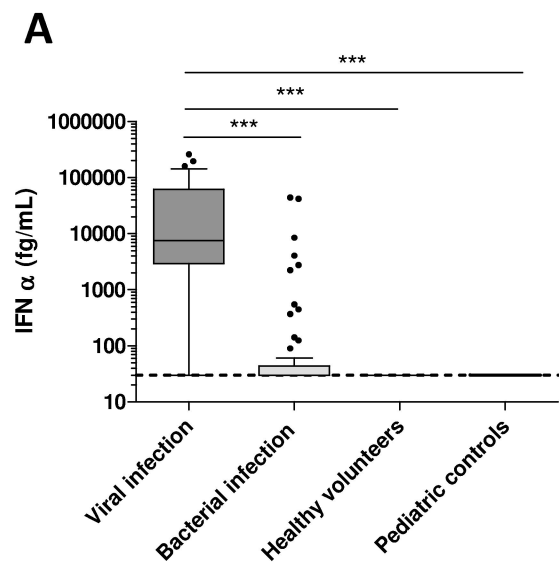 A
***
***
***
1000000
100000
10000
1000
100
10
IFN α (fg/mL)
Viral infection
Bacterial infection
Healthy volunteers
Pediatric controls